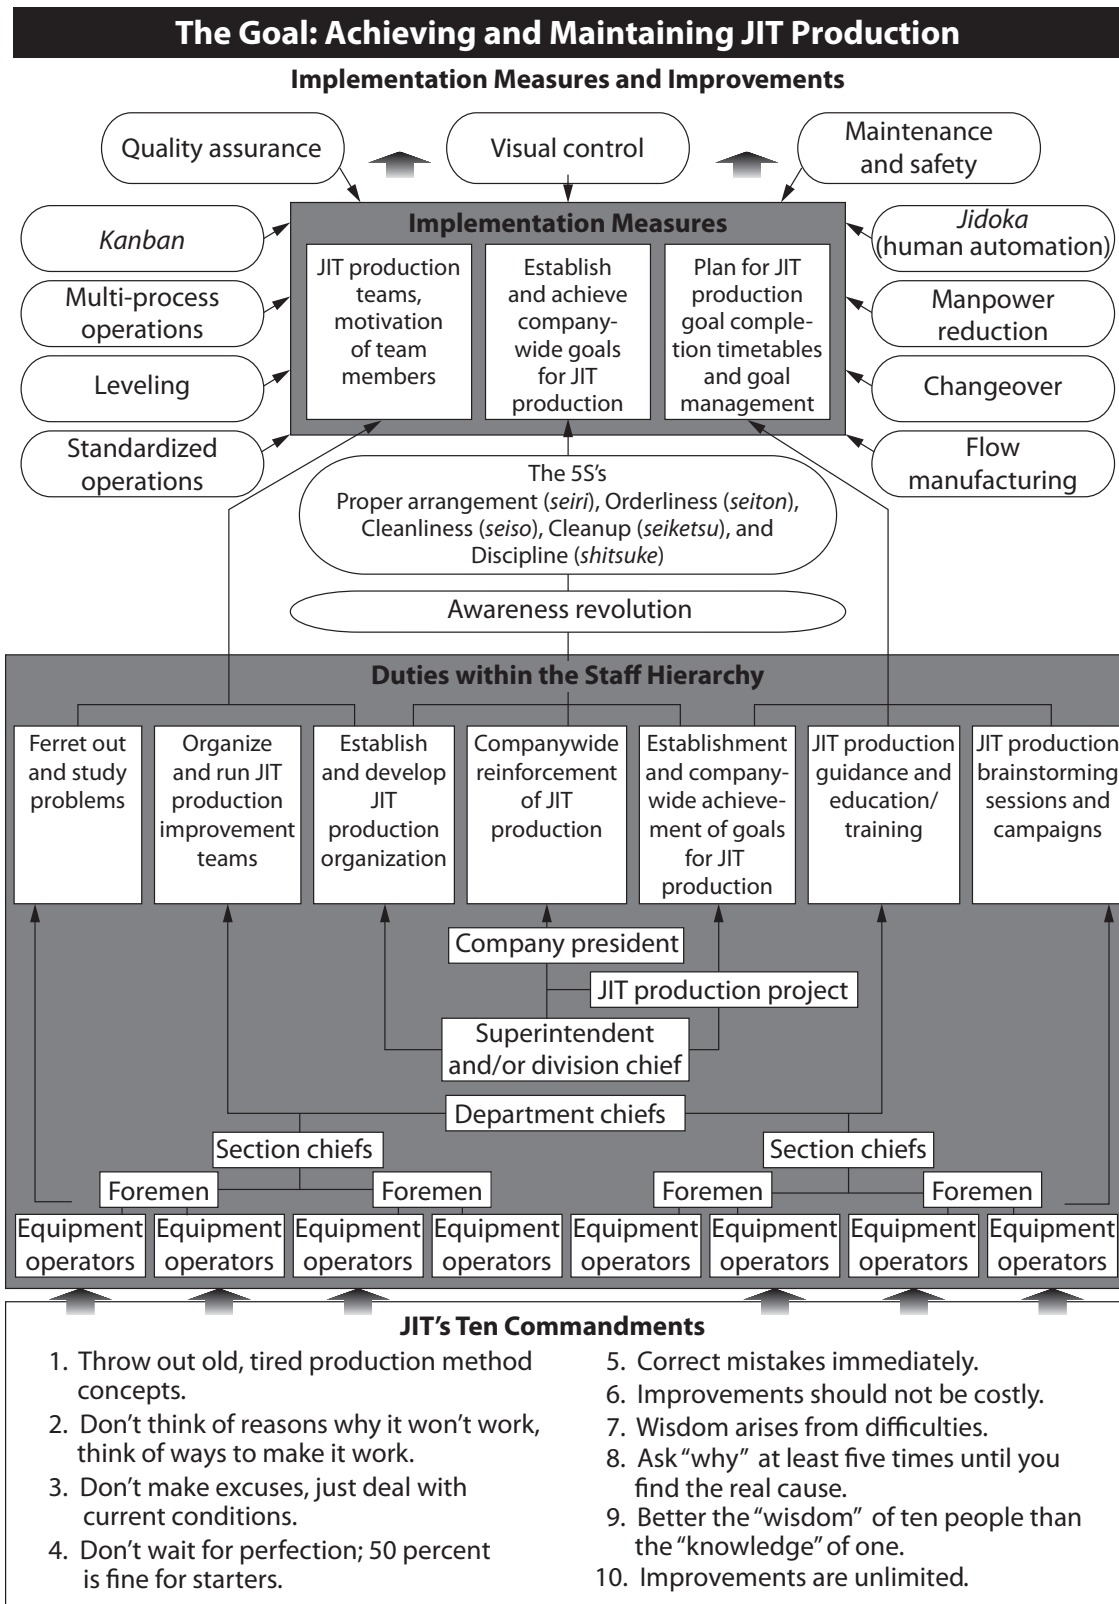 The Goal: Achieving and Maintaining JIT Production
Implementation Measures and Improvements
Quality assurance
Visual control
Maintenance
and safety
Kanban
Multi-process
operations
Leveling
Standardized
operations
Implementation Measures
JIT production
teams,
motivation
of team
members
Establish
and achieve
company-
wide goals
for JIT
production
Plan for JIT
production
goal comple-
tion timetables
and goal
management
Jidoka
(human automation)
Manpower
reduction
Changeover
Flow
manufacturing
The 5S's
Proper arrangement (seiri), Orderliness (seiton),
Cleanliness (seiso), Cleanup (seiketsu), and
Discipline (shitsuke)
Awareness revolution
Duties within the Staff Hierarchy
Ferret out
and study
problems
Organize
and run JIT
production
improvement
teams
Establish
and develop
JIT
production
organization
Companywide
reinforcement
of JIT
production
Establishment
and company-
wide achieve-
ment of goals
for JIT
production
JIT production
guidance and
education/
training
JIT production
brainstorming
sessions and
campaigns
Company president
JIT production project
Superintendent
and/or division chief
Department chiefs
Section chiefs
Section chiefs
Foremen
Foremen
Foremen
Foremen
Equipment
operators
Equipment
operators
Equipment
operators
Equipment
operators
Equipment
operators
Equipment
operators
Equipment
operators
Equipment
operators
JIT's Ten Commandments
1. Throw out old, tired production method
concepts.
2. Don't think of reasons why it won't work,
think of ways to make it work.
3. Don't make excuses, just deal with
current conditions.
4. Don't wait for perfection; 50 percent
is fine for starters.
5. Correct mistakes immediately.
6. Improvements should not be costly.
7. Wisdom arises from difficulties.
8. Ask "why" at least five times until you
find the real cause.
9. Better the "wisdom" of ten people than
the "knowledge" of one.
10. Improvements are unlimited.